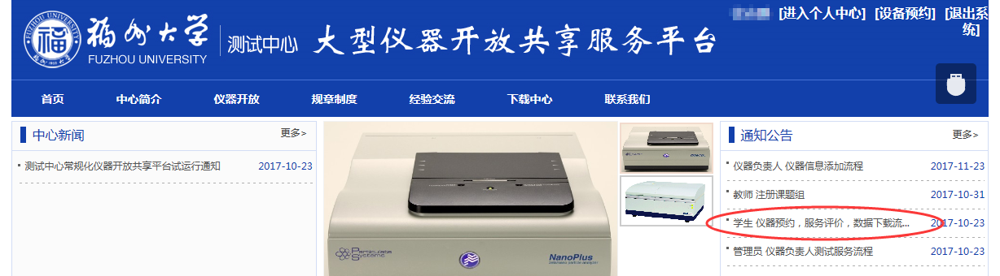 [进入个人中心] [设备预约] [退出系统]
FUZHOU UNIVERSITY
福州大学
FUZHOU UNIVERSITY
测试中心
大型仪器开放共享服务平台
首页 中心简介 仪器开放 规章制度 经验交流 下载中心 联系我们
中心新闻 更多>
测试中心常规化仪器开放共享平台试运行通知 2017-10-23
Particulate
Systems
NanoPlus
通知公告 更多>
仪器负责人 仪器信息添加流程 2017-11-23
教师 注册课题组 2017-10-31
学生 仪器预约，服务评价，数据下载流... 2017-10-23
管理员 仪器负责人测试服务流程 2017-10-23